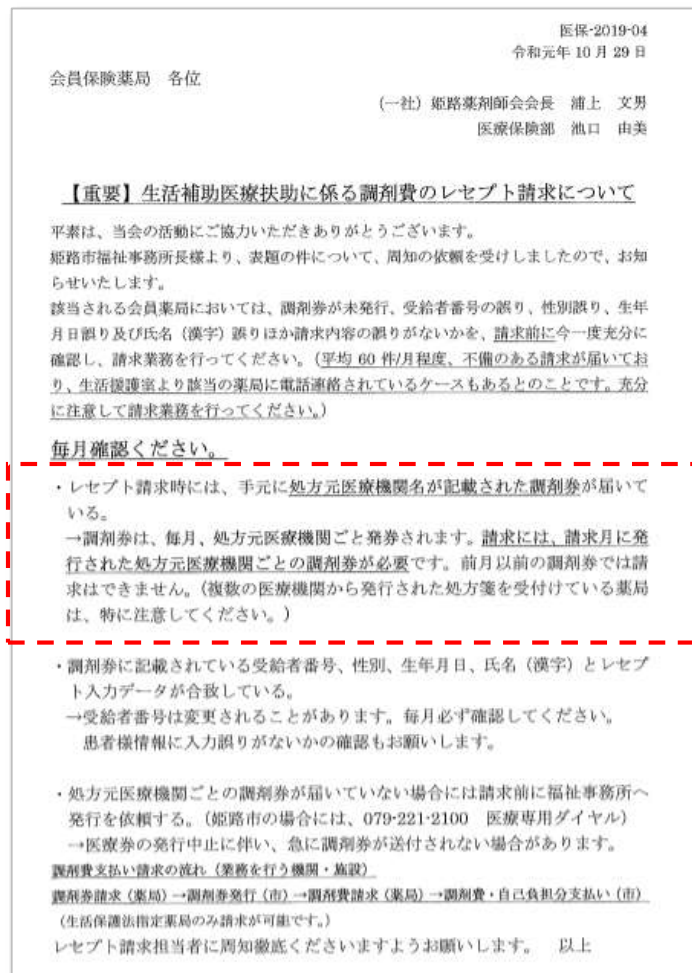 医保-2019-04
令和元年 10 月 29 日
会員保険薬局　各位
(一社) 姫路薬剤師会会長　浦上　文男
医療保険部　池口　由美
【重要】生活補助医療扶助に係る調剤費のレセプト請求について
平素は、当会の活動にご協力いただきありがとうございます。
姫路市福祉事務所長様より、表題の件について、周知の依頼を受けしましたので、お知
らせいたします。
該当される会員薬局においては、調剤券が未発行、受給者番号の誤り、性別誤り、生年
月日誤り及び氏名（漢字）誤りほか請求内容の誤りがないかを、請求前に今一度充分に
確認し、請求業務を行ってください。（平均 60 件/月程度、不備のある請求が届いてお
り、生活援護室より該当の薬局に電話連絡されているケースもあるとのことです。充分
に注意して請求業務を行ってください。）
毎月確認ください。
・レセプト請求時には、手元に処方元医療機関名が記載された調剤券が届いて
いる。
→調剤券は、毎月、処方元医療機関ごと発券されます。請求には、請求月に発
行された処方元医療機関ごとの調剤券が必要です。前月以前の調剤券では請
求はできません。（複数の医療機関から発行された処方箋を受付けている薬局
は、特に注意してください。）
・調剤券に記載されている受給者番号、性別、生年月日、氏名（漢字）とレセプ
ト入力データが合致している。
→受給者番号は変更されることがあります。毎月必ず確認してください。
患者様情報に入力誤りがないかの確認もお願いします。
・処方元医療機関ごとの調剤券が届いていない場合には請求前に福祉事務所へ
発行を依頼する。（姫路市の場合には、079-221-2100　医療専用ダイヤル）
→医療券の発行中止に伴い、急に調剤券が送付されない場合があります。
調剤費支払い請求の流れ（業務を行う機関・施設）
調剤券請求（薬局）→調剤券発行（市）→調剤費請求（薬局）→調剤費・自己負担分支払い（市）
（生活保護法指定薬局のみ請求が可能です。）
レセプト請求担当者に周知徹底くださいますようお願いします。　以上